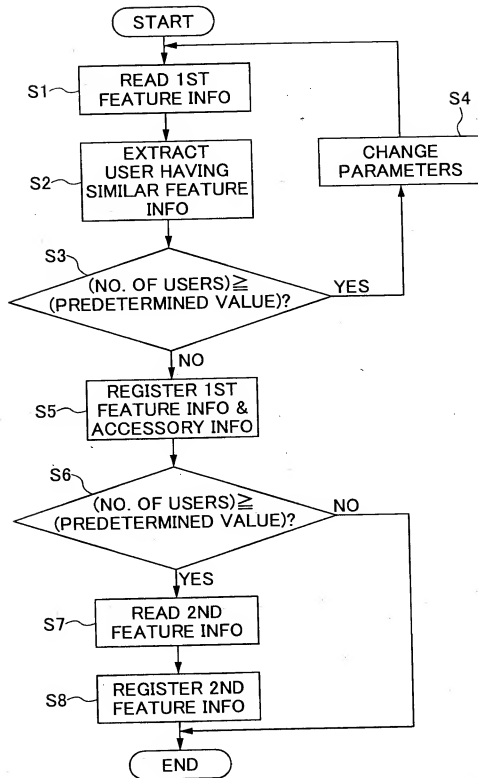 START
S1
READ 1ST
FEATURE INFO
S4
CHANGE
PARAMETERS
S2
EXTRACT
USER HAVING
SIMILAR FEATURE
INFO
S3
(NO. OF USERS)≧
(PREDETERMINED VALUE)?
YES
NO
S5
REGISTER 1ST
FEATURE INFO &
ACCESSORY INFO
S6
(NO. OF USERS)≧
(PREDETERMINED VALUE)?
NO
YES
S7
READ 2ND
FEATURE INFO
S8
REGISTER 2ND
FEATURE INFO
END